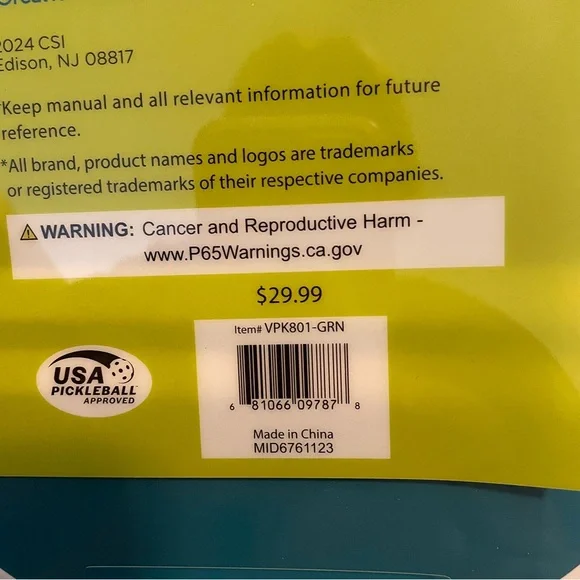 2024 CSI
Edison, NJ 08817
*Keep manual and all relevant information for future
reference.
*All brand, product names and logos are trademarks
or registered trademarks of their respective companies.
WARNING: Cancer and Reproductive Harm -
www.P65Warnings.ca.gov
$29.99
Item# VPK801-GRN
6 81066 09787 8
Made in China
MID6761123
USA
PICKLEBALL
APPROVED